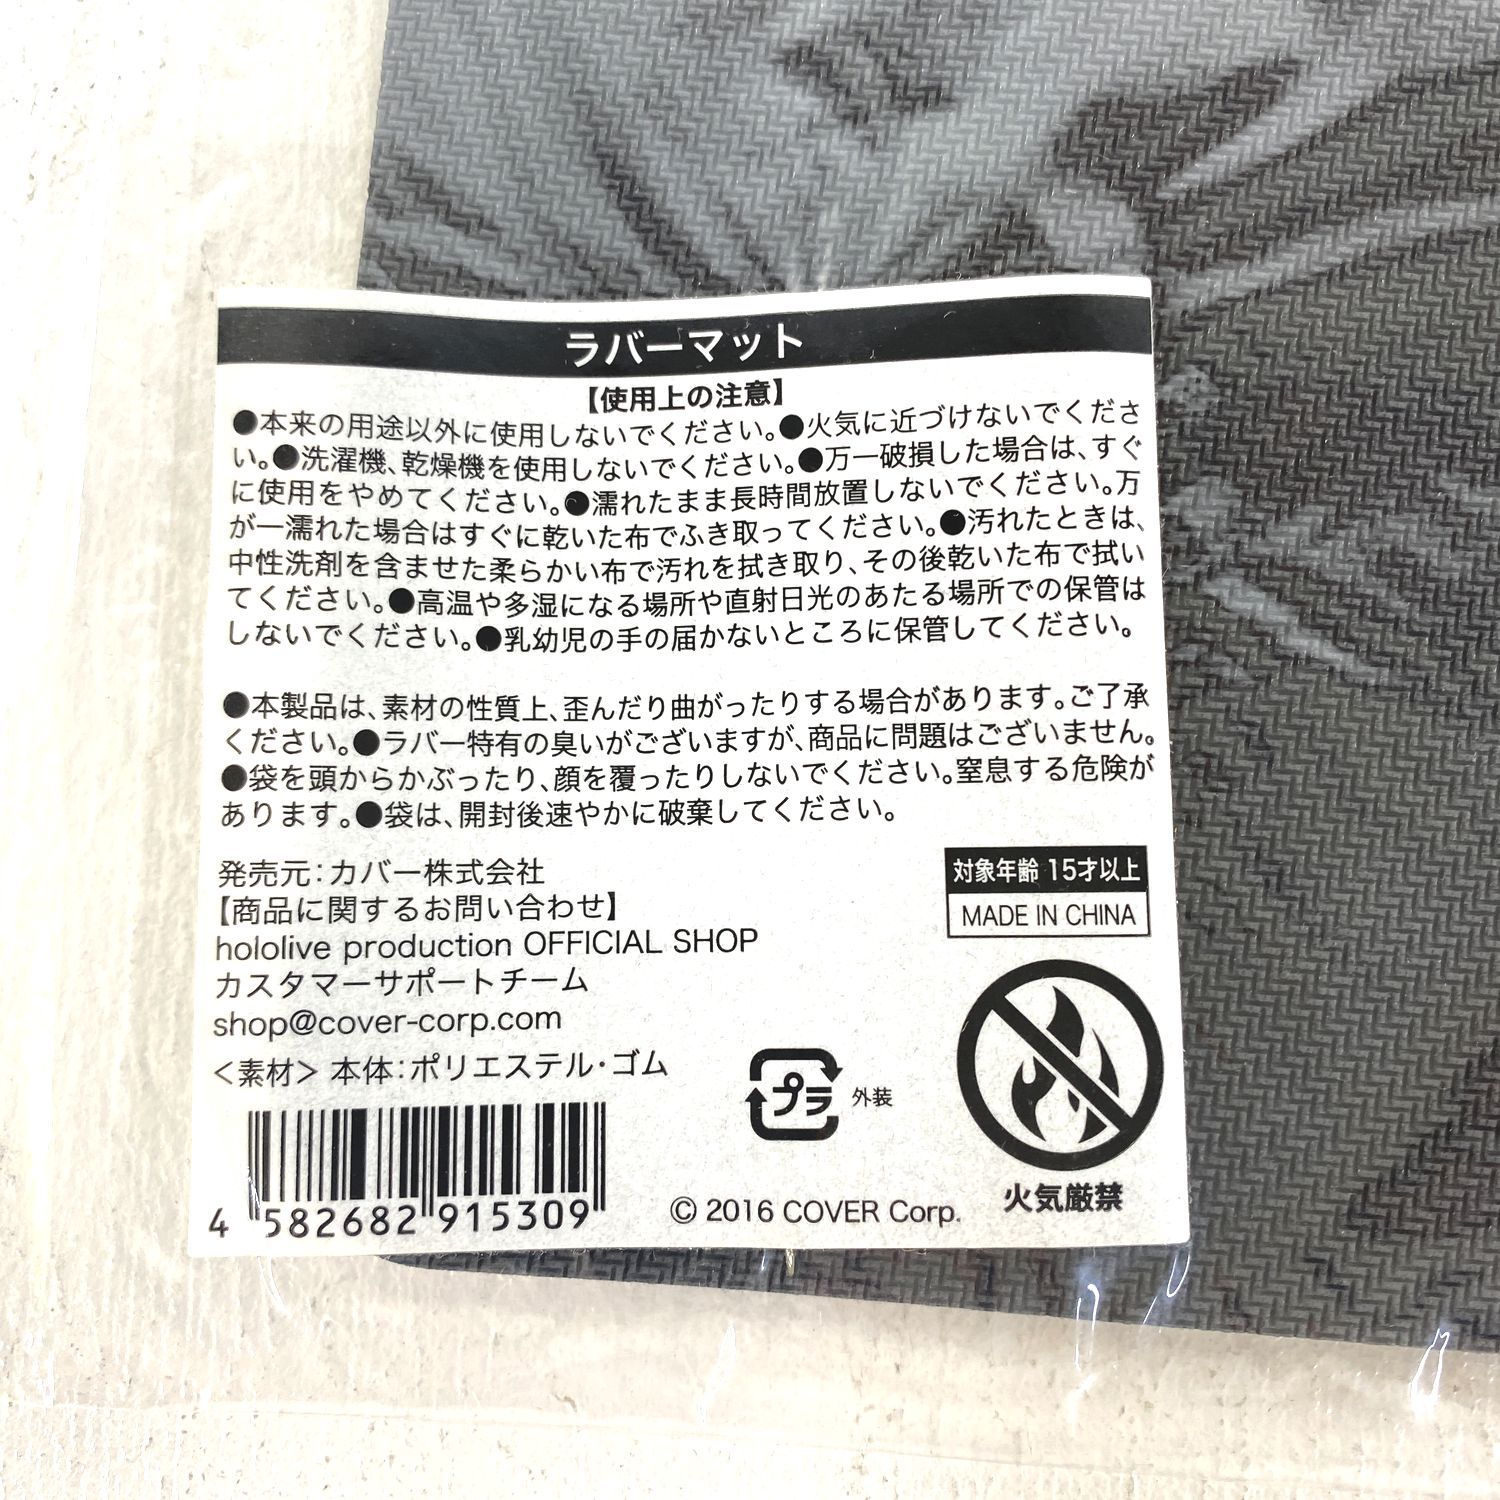 ラバーマット
【使用上の注意】
●本来の用途以外に使用しないでください。●火気に近づけないでくださ
い。●洗濯機、乾燥機を使用しないでください。●万一破損した場合は、すぐ
に使用をやめてください。●濡れたまま長時間放置しないでください。万
が一濡れた場合はすぐに乾いた布でふき取ってください。●汚れたときは、
中性洗剤を含ませた柔らかい布で汚れを拭き取り、その後乾いた布で拭い
てください。●高温や多湿になる場所や直射日光のあたる場所での保管は
しないでください。●乳幼児の手の届かないところに保管してください。
●本製品は、素材の性質上、歪んだり曲がったりする場合があります。ご了承
ください。●ラバー特有の臭いがございますが、商品に問題はございません。
●袋を頭からかぶったり、顔を覆ったりしないでください。窒息する危険が
あります。●袋は、開封後速やかに破棄してください。
発売元：カバー株式会社
【商品に関するお問い合わせ】
hololive production OFFICIAL SHOP
カスタマーサポートチーム
shop@cover-corp.com
＜素材＞ 本体：ポリエステル・ゴム
対象年齢 15才以上
MADE IN CHINA
プラ 外装
火気厳禁
4 582682 915309
© 2016 COVER Corp.